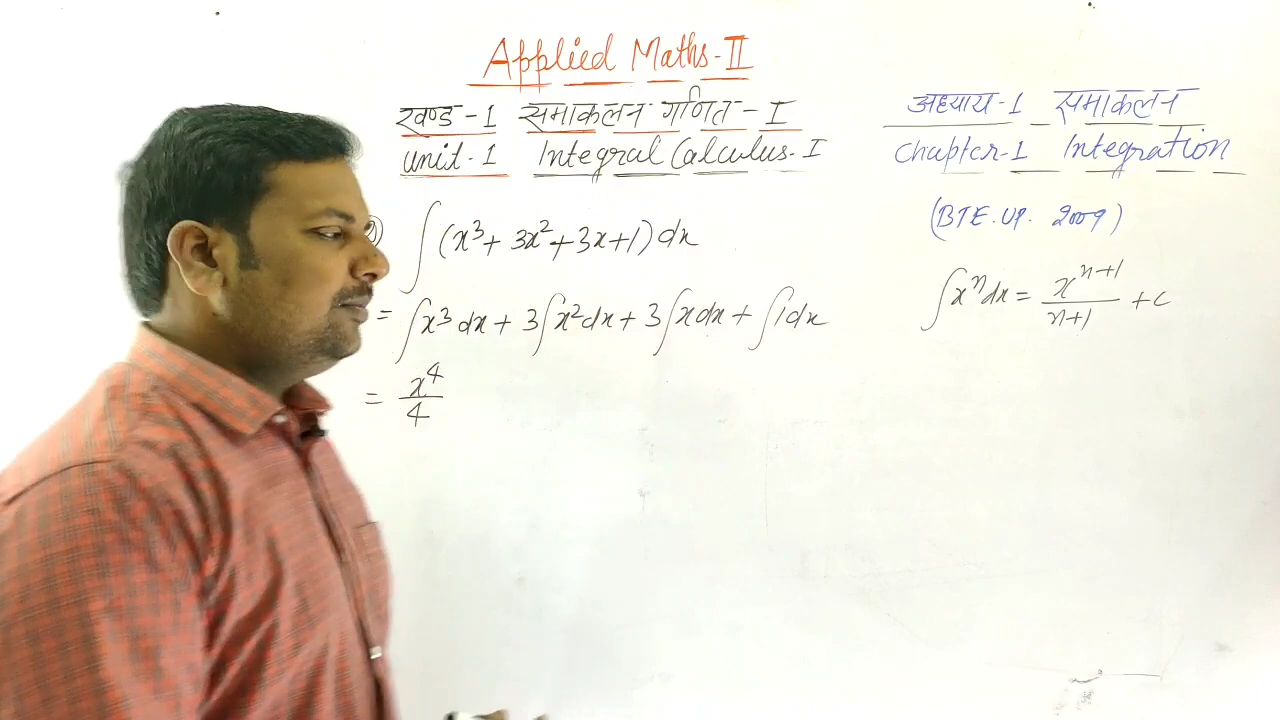 Applied Maths-II
खण्ड-1 समाकलन गणित-I
unit-1 Integral Calculus-I
अध्याय-1 समाकलन
Chapter-1 Integration
(BTE.UP. 2009)
∫(x³+3x²+3x+1)dx
= ∫x³dx+3∫x²dx+3∫xdx+∫1dx
= x⁴/4
∫xⁿdx = xⁿ⁺¹/n+1 +c